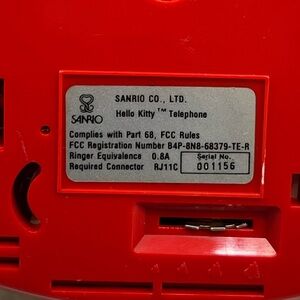 SANRIO CO., LTD.
Hello Kitty™ Telephone
SANRIO
Complies with Part 68, FCC Rules
FCC Registration Number B4P-8N8-68379-TE-R
Ringer Equivalence 0.8A
Serial No.
Required Connector RJ11C
001156